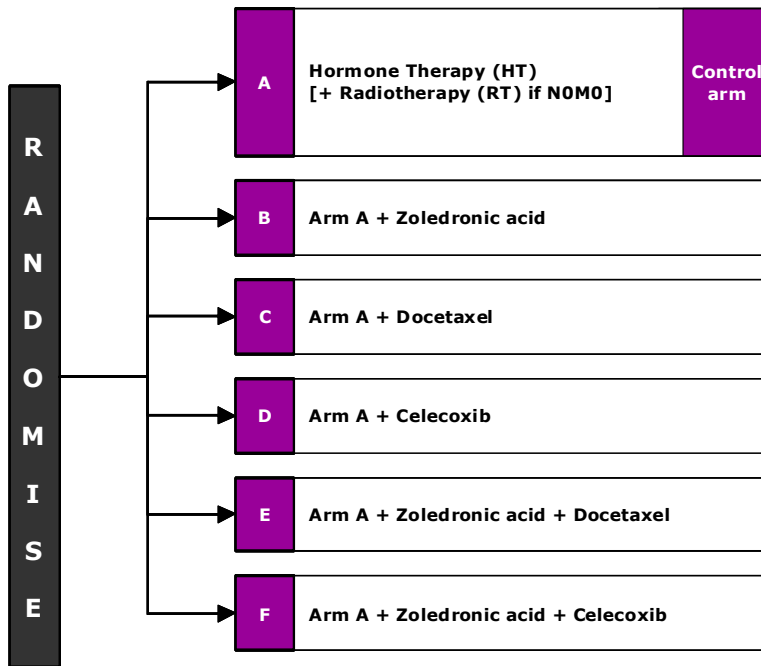 RANDOMISE
A
Hormone Therapy (HT)
[+ Radiotherapy (RT) if N0M0]
Control
arm
B
Arm A + Zoledronic acid
C
Arm A + Docetaxel
D
Arm A + Celecoxib
E
Arm A + Zoledronic acid + Docetaxel
F
Arm A + Zoledronic acid + Celecoxib